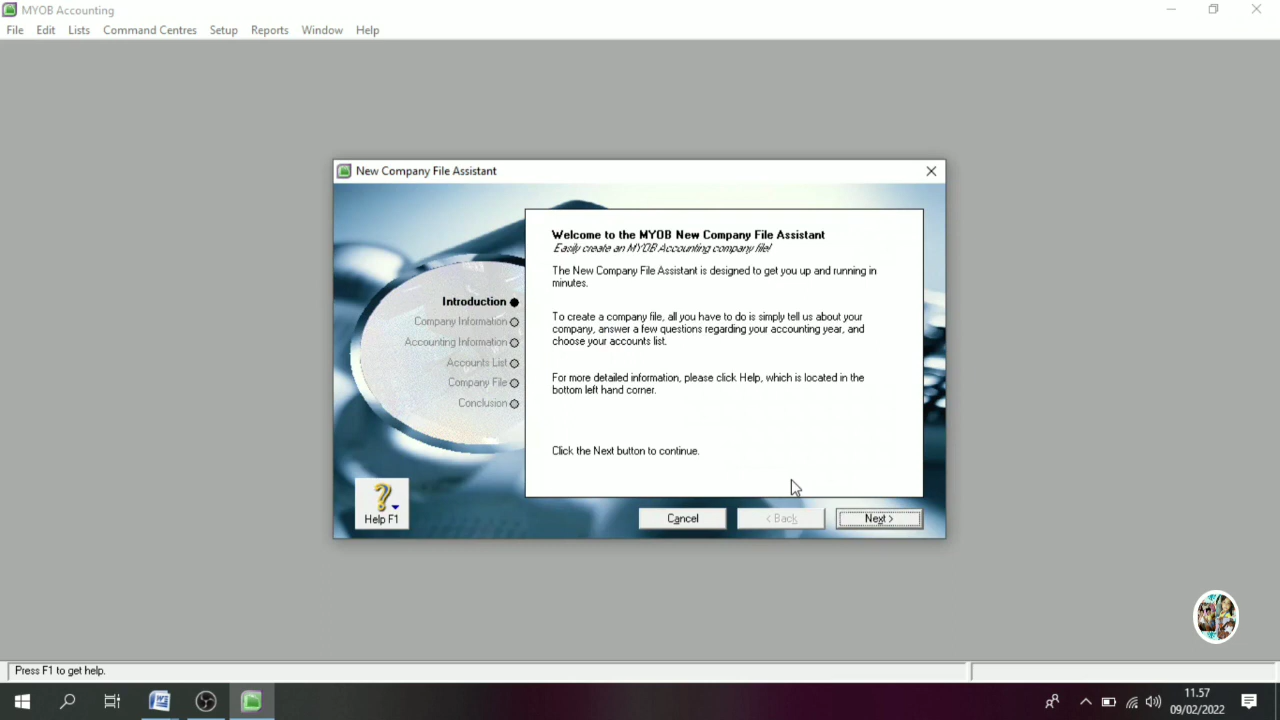 MYOB Accounting
File Edit Lists Command Centres Setup Reports Window Help
New Company File Assistant
Welcome to the MYOB New Company File Assistant
Easily create an MYOB Accounting company file!
The New Company File Assistant is designed to get you up and running in
minutes.
To create a company file, all you have to do is simply tell us about your
company, answer a few questions regarding your accounting year, and
choose your accounts list.
For more detailed information, please click Help, which is located in the
bottom left hand corner.
Click the Next button to continue.
Introduction
Company Information
Accounting Information
Accounts List
Company File
Conclusion
Help F1
Cancel
< Back
Next >
Press F1 to get help.
11.57
09/02/2022